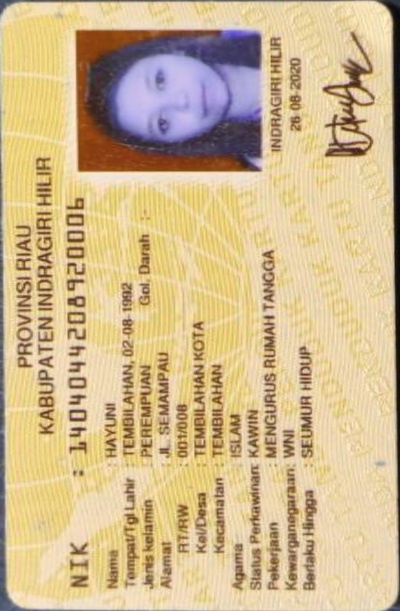 PROVINSI RIAU
KABUPATEN INDRAGIRI HILIR
NIK : 1404044208920006
Nama : HAYUNI
Tempat/Tgl Lahir : TEMBILAHAN, 02-08-1992
Jenis kelamin : PEREMPUAN Gol. Darah :-
Alamat : JL. SEMAMPAU
RT/RW : 001/008
Kel/Desa : TEMBILAHAN KOTA
Kecamatan : TEMBILAHAN
Agama : ISLAM
Status Perkawinan: KAWIN
Pekerjaan : MENGURUS RUMAH TANGGA
Kewarganegaraan: WNI
Berlaku Hingga : SEUMUR HIDUP
INDRAGIRI HILIR
26-08-2020